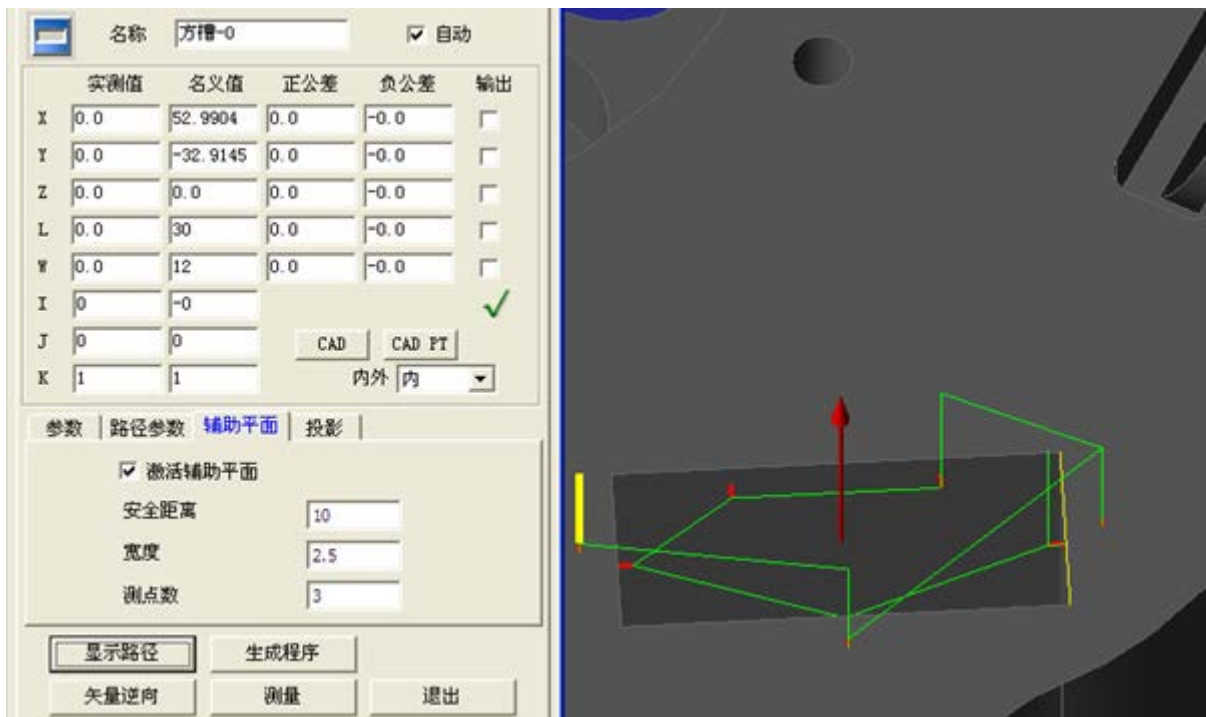 名称 方槽-0 自动
实测值 名义值 正公差 负公差 输出
X 0.0 52.9904 0.0 -0.0
Y 0.0 -32.9145 0.0 -0.0
Z 0.0 0.0 0.0 -0.0
L 0.0 30 0.0 -0.0
W 0.0 12 0.0 -0.0
I 0 -0
J 0 0 CAD CAD PT
K 1 1 内外 内
参数 路径参数 辅助平面 投影
激活辅助平面
安全距离 10
宽度 2.5
测点数 3
显示路径 生成程序
矢量逆向 测量 退出